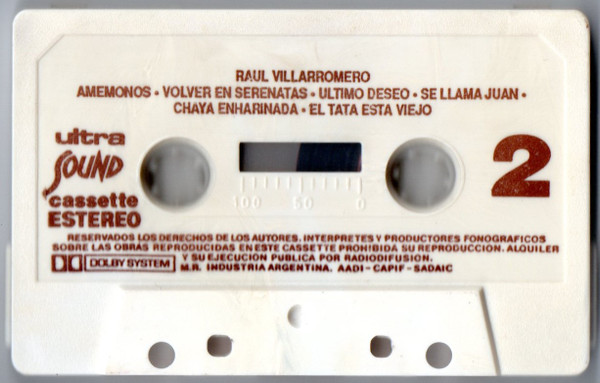 RAUL VILLARROMERO
AMEMONOS • VOLVER EN SERENATAS • ULTIMO DESEO • SE LLAMA JUAN •
CHAYA ENHARINADA • EL TATA ESTA VIEJO
ultra
SOUND
cassette
ESTEREO
2
100 50 0
RESERVADOS LOS DERECHOS DE LOS AUTORES. INTERPRETES Y PRODUCTORES FONOGRAFICOS
SOBRE LAS OBRAS REPRODUCIDAS EN ESTE CASSETTE PROHIBIDA SU REPRODUCCION. ALQUILER
Y SU EJECUCION PUBLICA POR RADIODIFUSION.
DOLBY SYSTEM
M.R. INDUSTRIA ARGENTINA. AADI-CAPIF-SADAIC